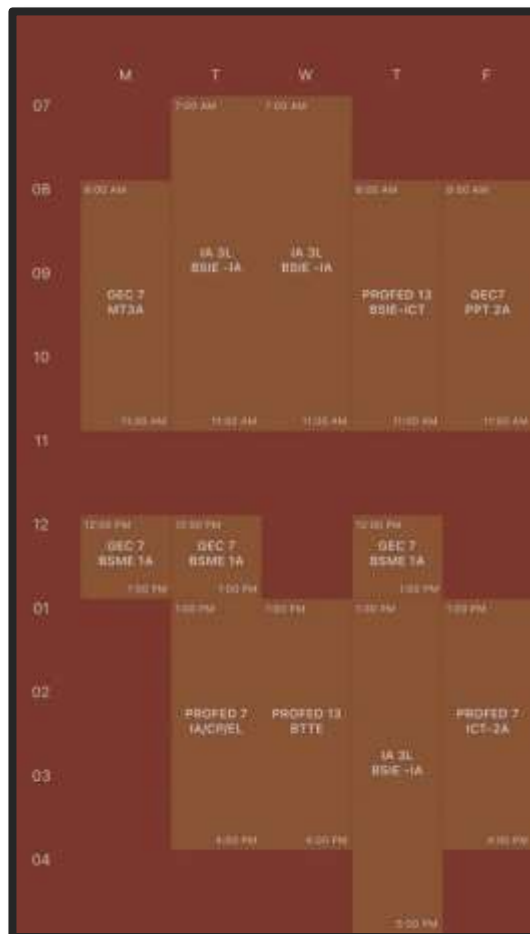 M T W T F
07
7:00 AM 7:00 AM
08
8:00 AM 8:00 AM 8:00 AM
IA 3L IA 3L
BSIE -IA BSIE -IA
09
GEC 7 PROFED 13 GEC7
MT3A BSIE-ICT PPT 2A
10
11:00 AM 11:00 AM 11:00 AM 11:00 AM 11:00 AM
11
12
12:00 PM 12:00 PM 12:00 PM
GEC 7 GEC 7 GEC 7
BSME 1A BSME 1A BSME 1A
1:00 PM 1:00 PM 1:00 PM
01
1:00 PM 1:00 PM 1:00 PM 1:00 PM
02
PROFED 7 PROFED 13 PROFED 7
IA/CP/EL BTTE ICT-2A
IA 3L
BSIE -IA
03
4:00 PM 4:00 PM 4:00 PM
04
5:00 PM